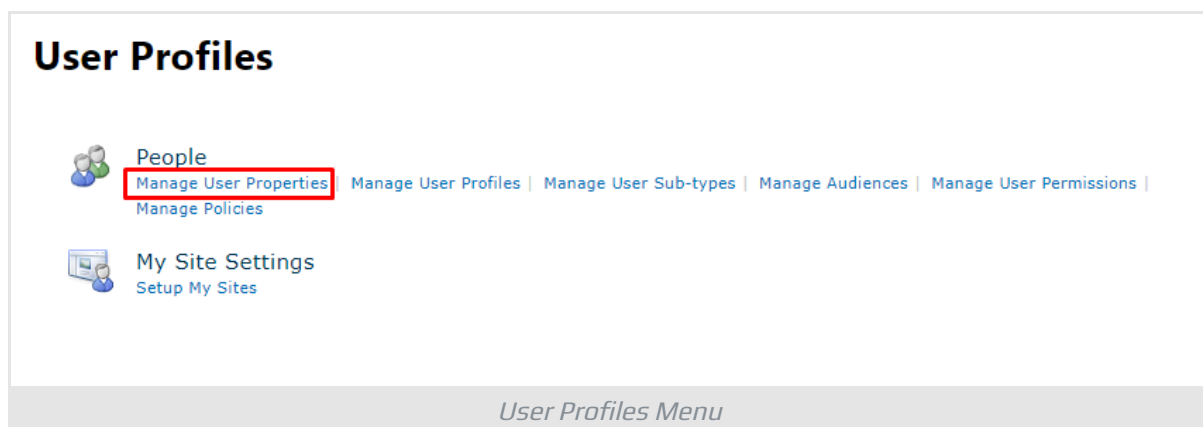 User Profiles
People
Manage User Properties | Manage User Profiles | Manage User Sub-types | Manage Audiences | Manage User Permissions |
Manage Policies
My Site Settings
Setup My Sites
User Profiles Menu